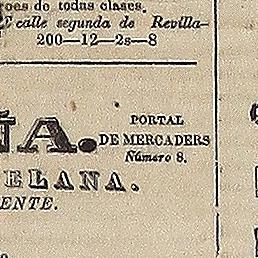 de todas clases.
calle segunda de Revilla-
200—12—2s—8
ÑA.
PORTAL
DE MERCADERS
Número 8.
ELANA.
ENTE.